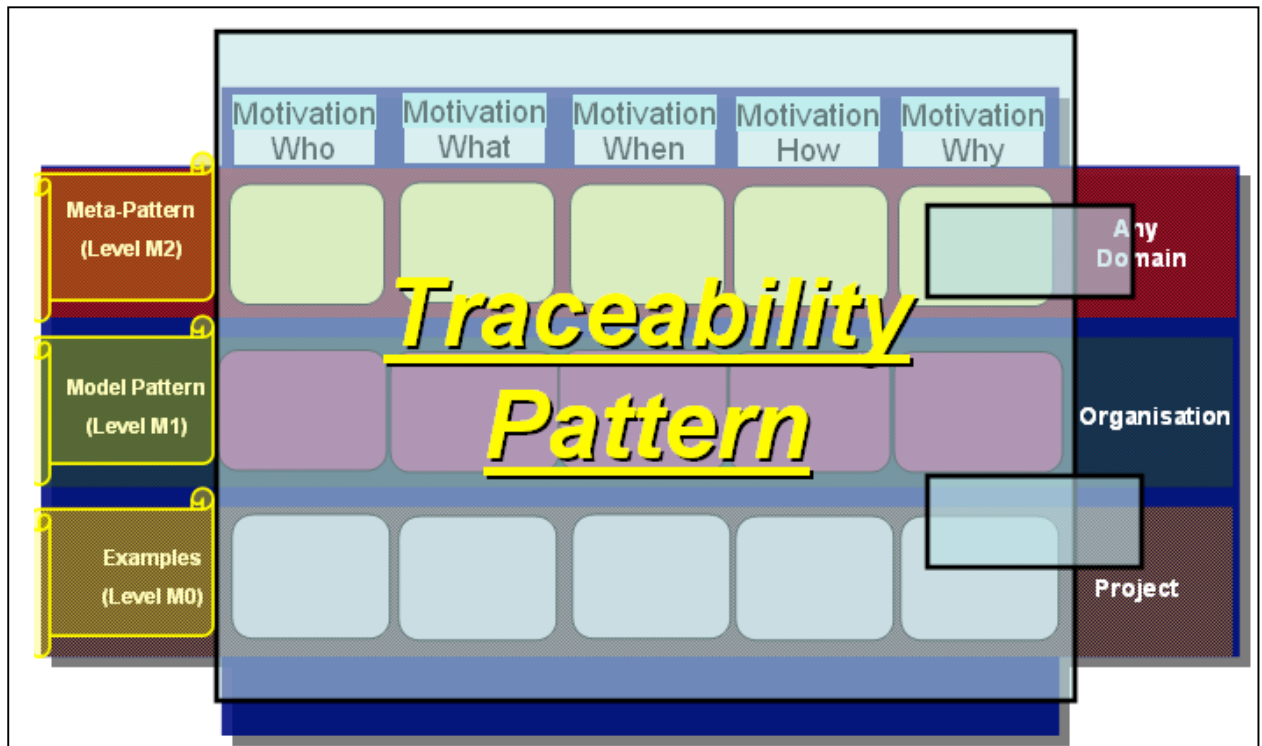 Motivation Who
Motivation What
Motivation When
Motivation How
Motivation Why
Meta-Pattern
(Level M2)
Any
Domain
Traceability
Pattern
Model Pattern
(Level M1)
Organisation
Examples
(Level M0)
Project